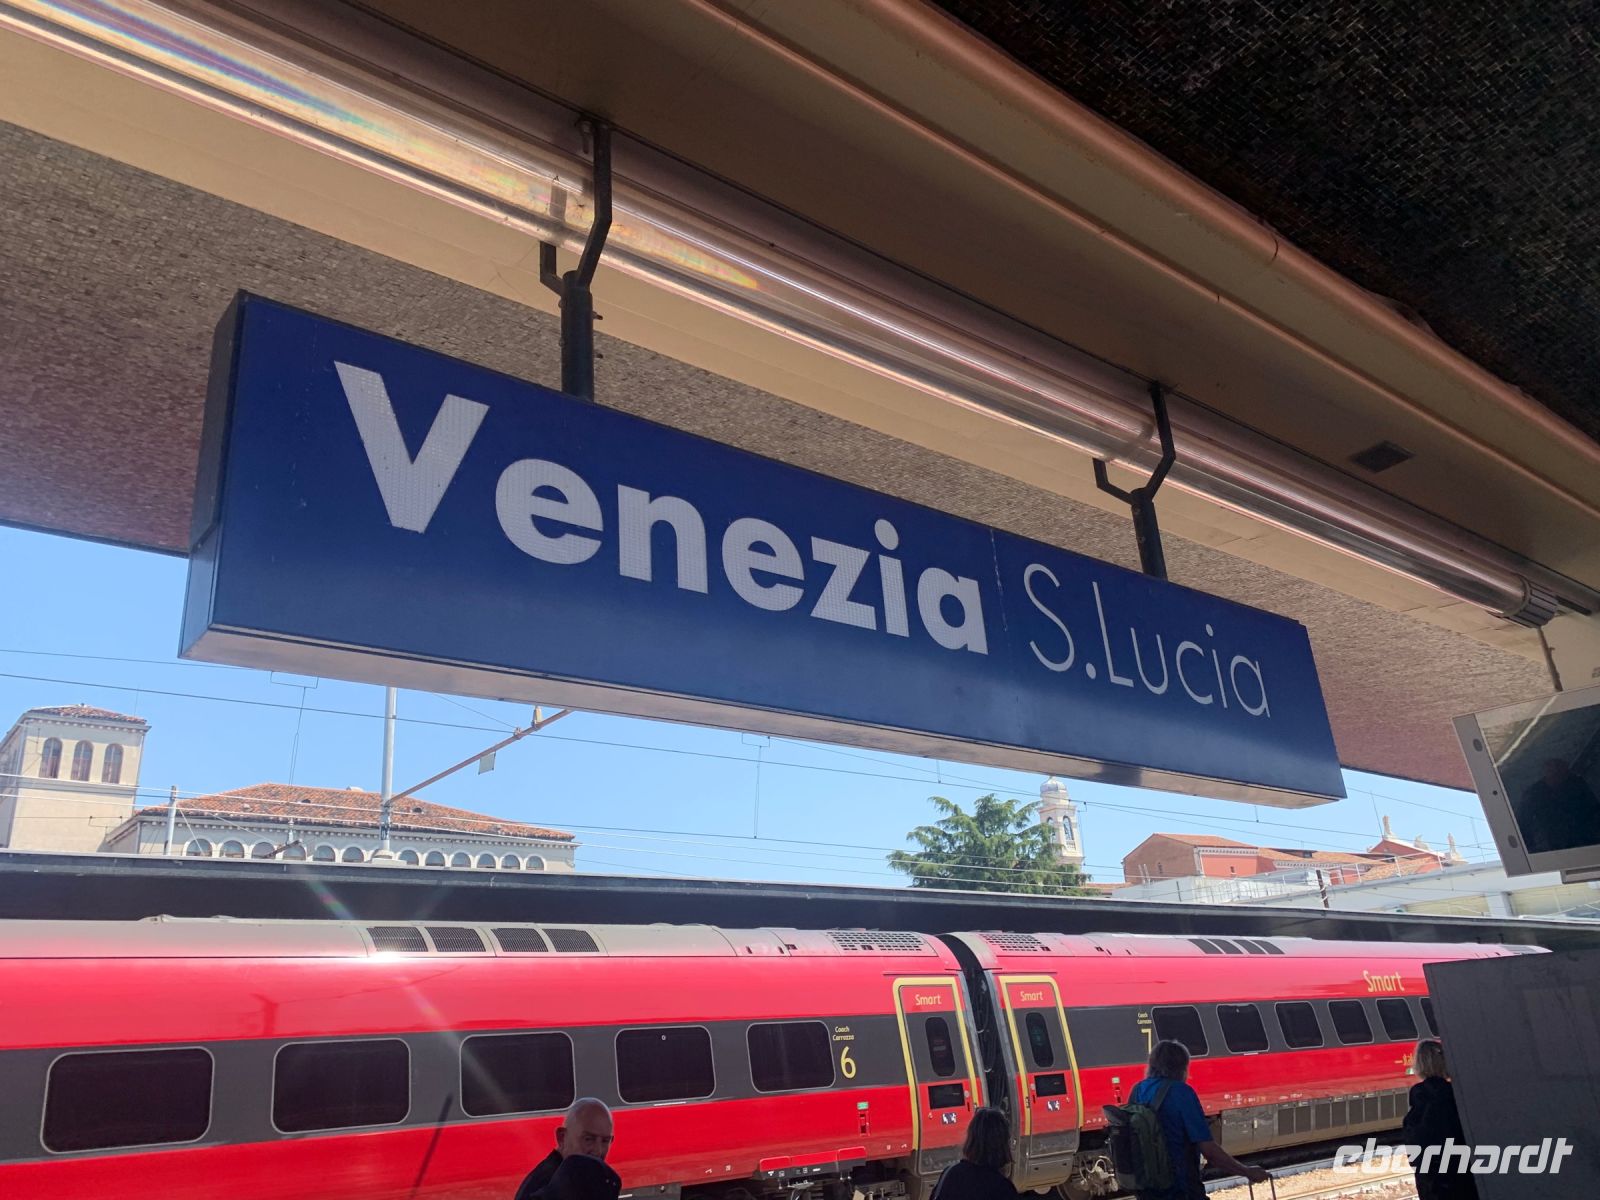 Venezia S.Lucia
Smart
Smart
Smart
Coach
Carrozza
6
Coach
Carrozza
7
eberhardt